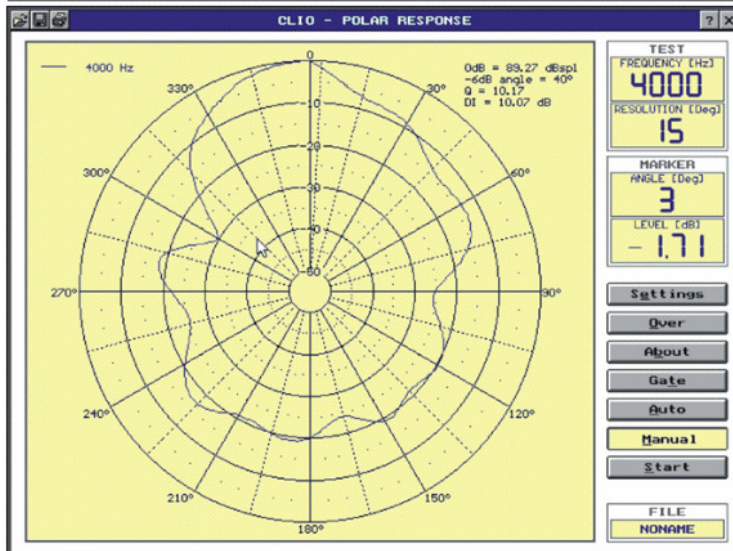 CLIO - POLAR RESPONSE
? X
4000 Hz
0dB = 89.27 dBspl
-6dB angle = 40°
Q = 10.17
DI = 10.07 dB
0
30°
60°
90°
120°
150°
180°
210°
240°
270°
300°
330°
-10
-20
-30
-40
-60
TEST
FREQUENCY [Hz]
4000
RESOLUTION [Deg]
15
MARKER
ANGLE [Deg]
3
LEVEL [dB]
-1.71
Settings
Over
About
Gate
Auto
Manual
Start
FILE
NONAME